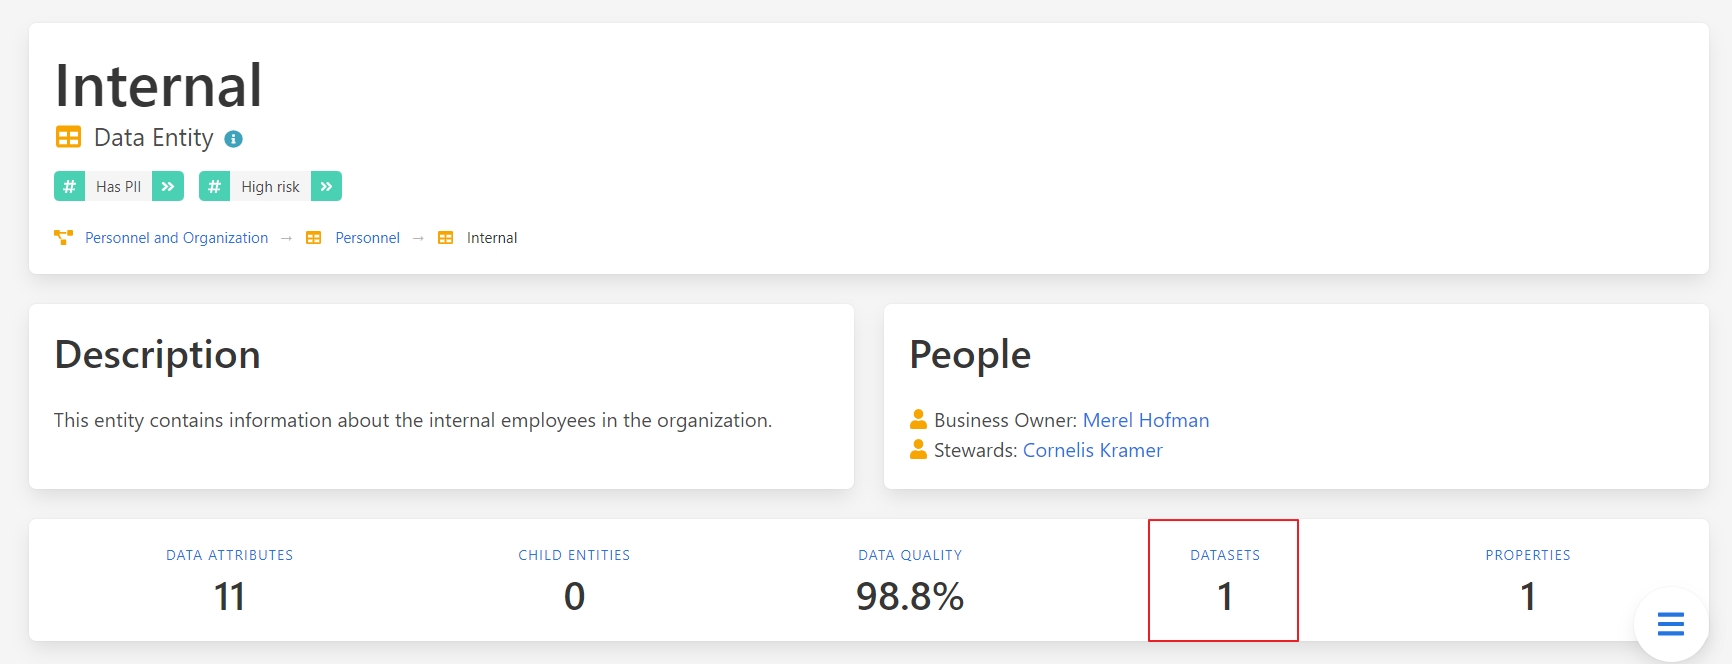 Internal
Data Entity
# Has PII »
# High risk »
Personnel and Organization → Personnel → Internal
Description
This entity contains information about the internal employees in the organization.
People
Business Owner: Merel Hofman
Stewards: Cornelis Kramer
DATA ATTRIBUTES
11
CHILD ENTITIES
0
DATA QUALITY
98.8%
DATASETS
1
PROPERTIES
1